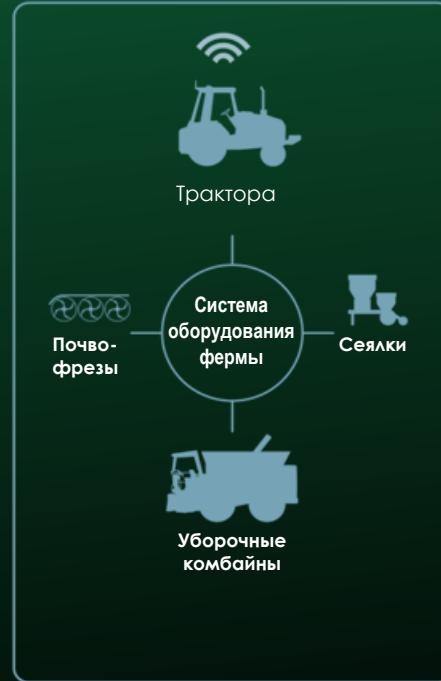 Трактора
Система
оборудования
фермы
Почво-
фрезы
Сеялки
Уборочные
комбайны